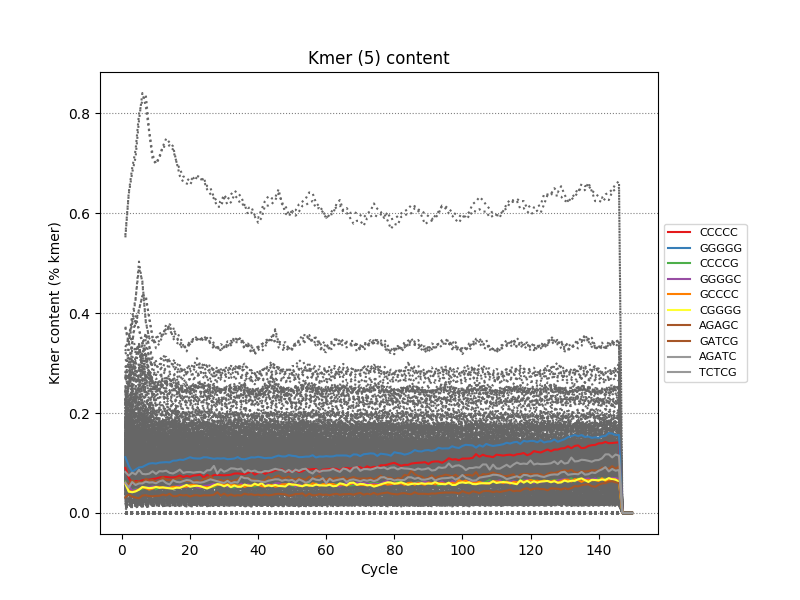 Kmer (5) content
Kmer content (% kmer)
0.8
0.6
0.4
0.2
0.0
0 20 40 60 80 100 120 140
Cycle
CCCCC
GGGGG
CCCCG
GGGGC
GCCCC
CGGGG
AGAGC
GATCG
AGATC
TCTCG